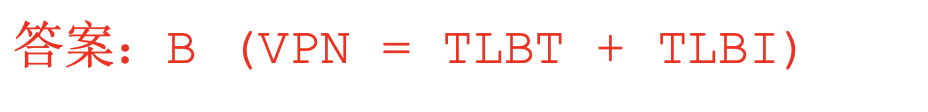 答案：B (VPN = TLBT + TLBI)